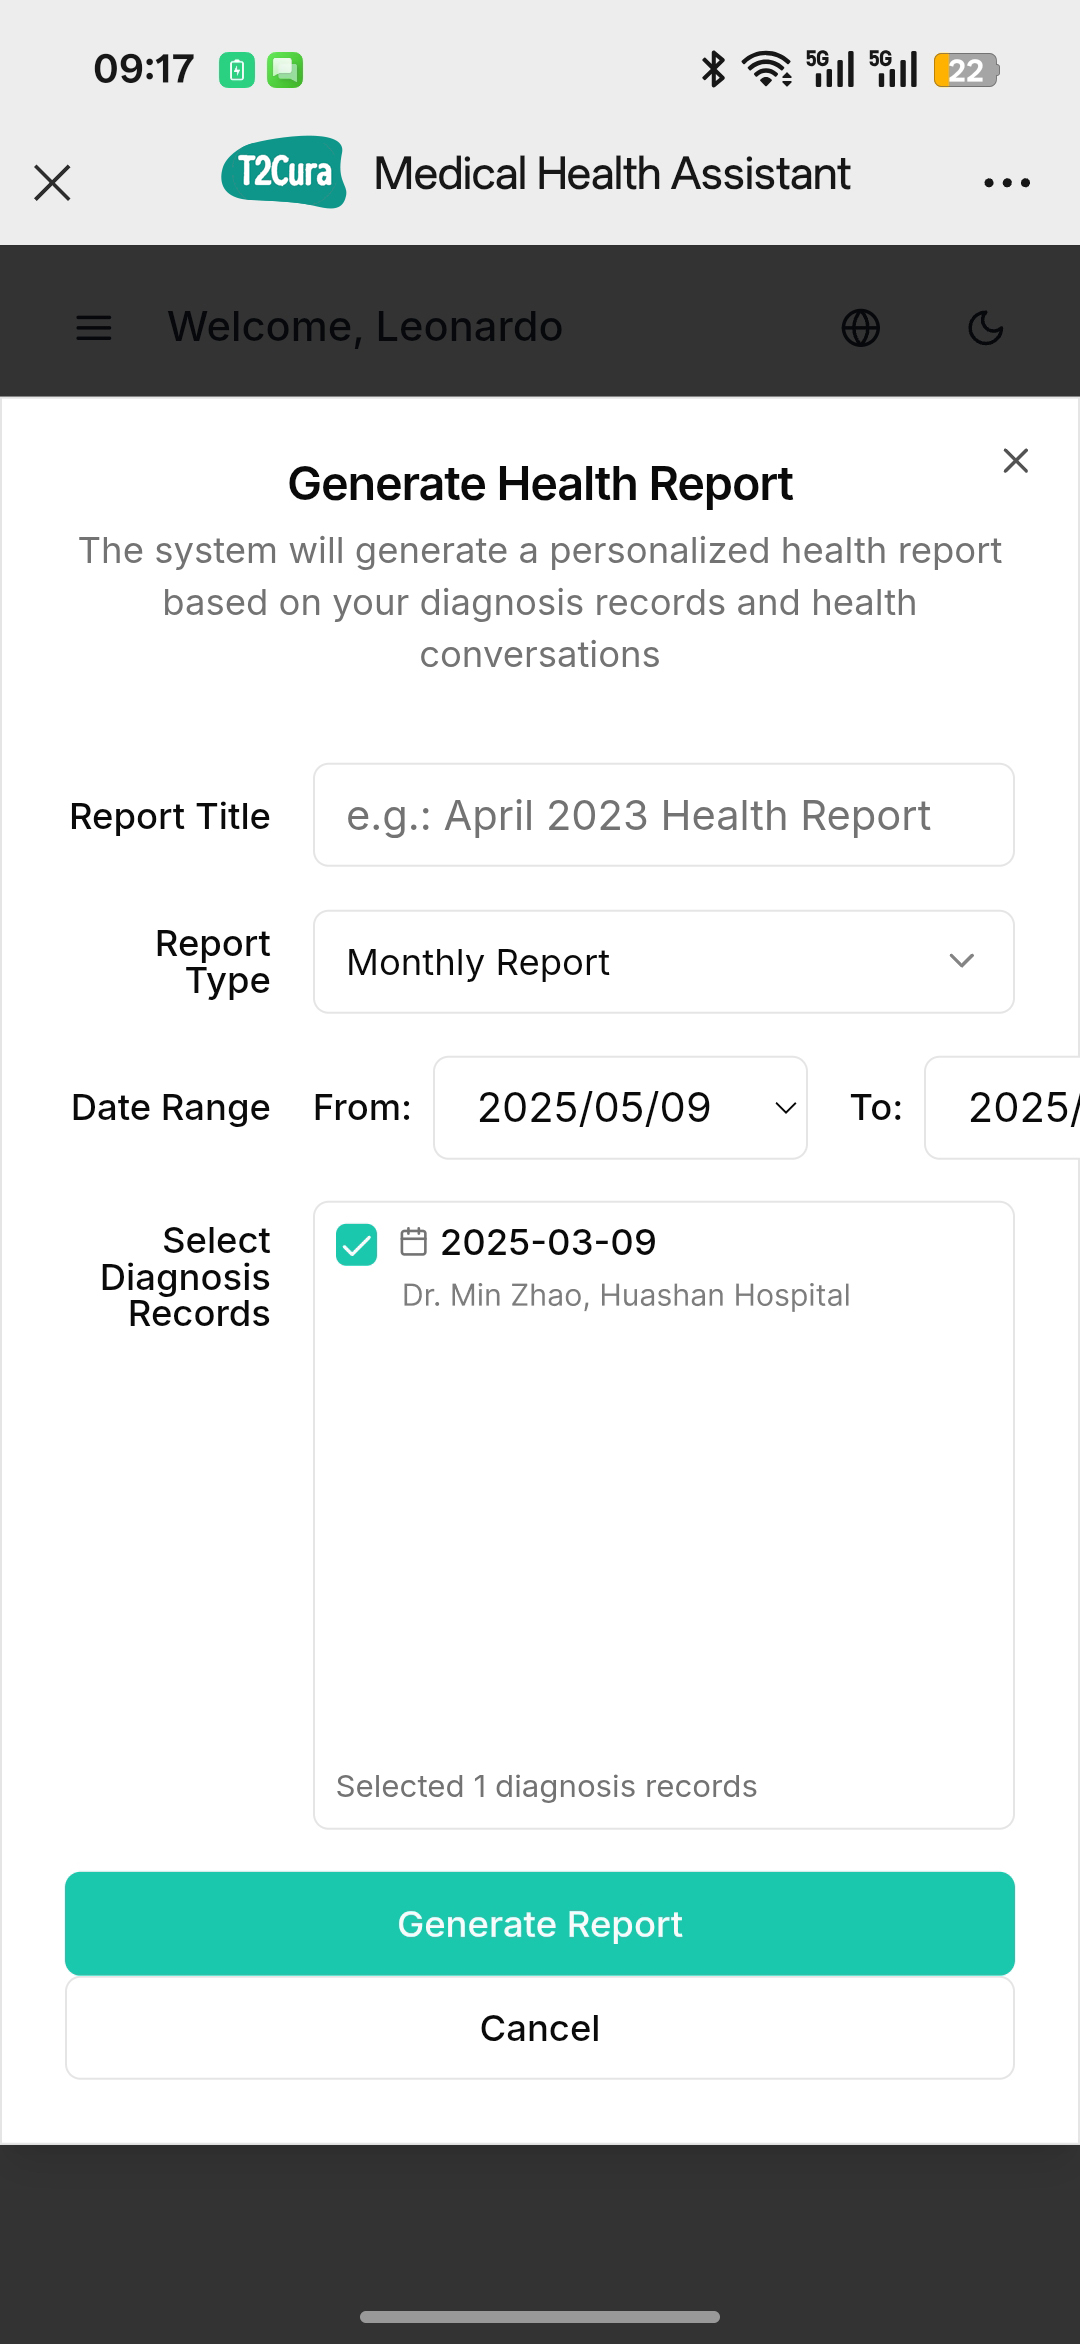 09:17
5G
5G
22
T2Cura
Medical Health Assistant
Welcome, Leonardo
Generate Health Report
The system will generate a personalized health report
based on your diagnosis records and health
conversations
Report Title
e.g.: April 2023 Health Report
Report
Type
Monthly Report
Date Range
From:
2025/05/09
To:
2025/
Select
Diagnosis
Records
2025-03-09
Dr. Min Zhao, Huashan Hospital
Selected 1 diagnosis records
Generate Report
Cancel